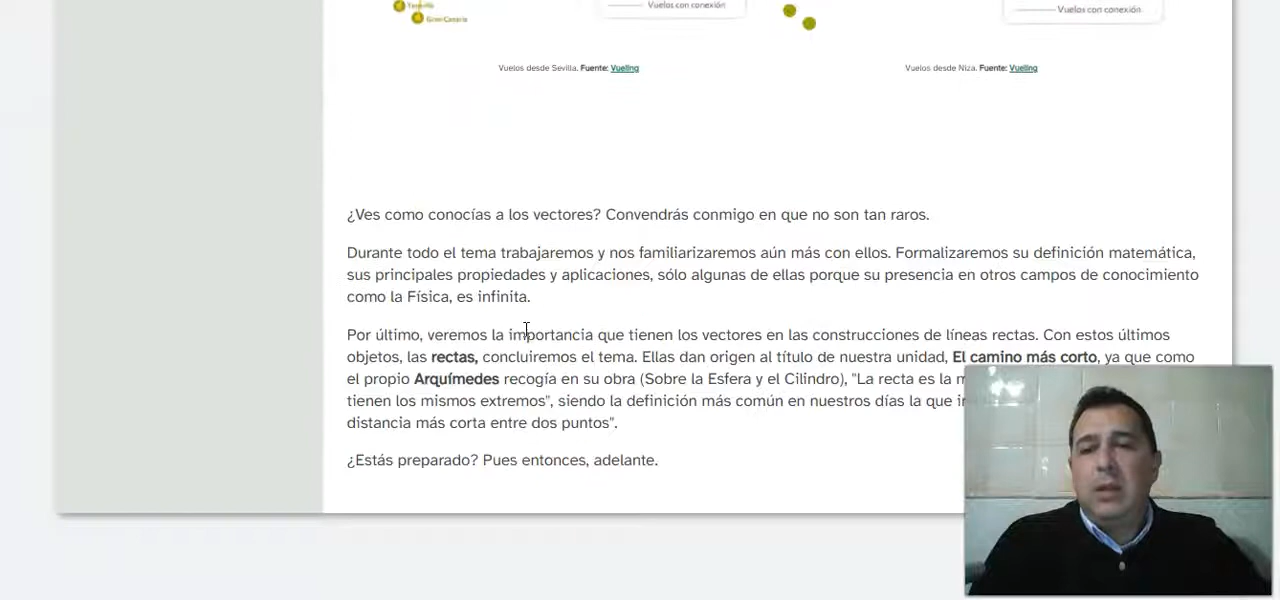 Tenerife
Gran Canaria
Vuelos con conexión
Vuelos con conexión
Vuelos desde Sevilla. Fuente: Vueling
Vuelos desde Niza. Fuente: Vueling
¿Ves como conocías a los vectores? Convendrás conmigo en que no son tan raros.
Durante todo el tema trabajaremos y nos familiarizaremos aún más con ellos. Formalizaremos su definición matemática,
sus principales propiedades y aplicaciones, sólo algunas de ellas porque su presencia en otros campos de conocimiento
como la Física, es infinita.
Por último, veremos la importancia que tienen los vectores en las construcciones de líneas rectas. Con estos últimos
objetos, las rectas, concluiremos el tema. Ellas dan origen al título de nuestra unidad, El camino más corto, ya que como
el propio Arquímedes recogía en su obra (Sobre la Esfera y el Cilindro), "La recta es la
tienen los mismos extremos", siendo la definición más común en nuestros días la que
distancia más corta entre dos puntos".
¿Estás preparado? Pues entonces, adelante.